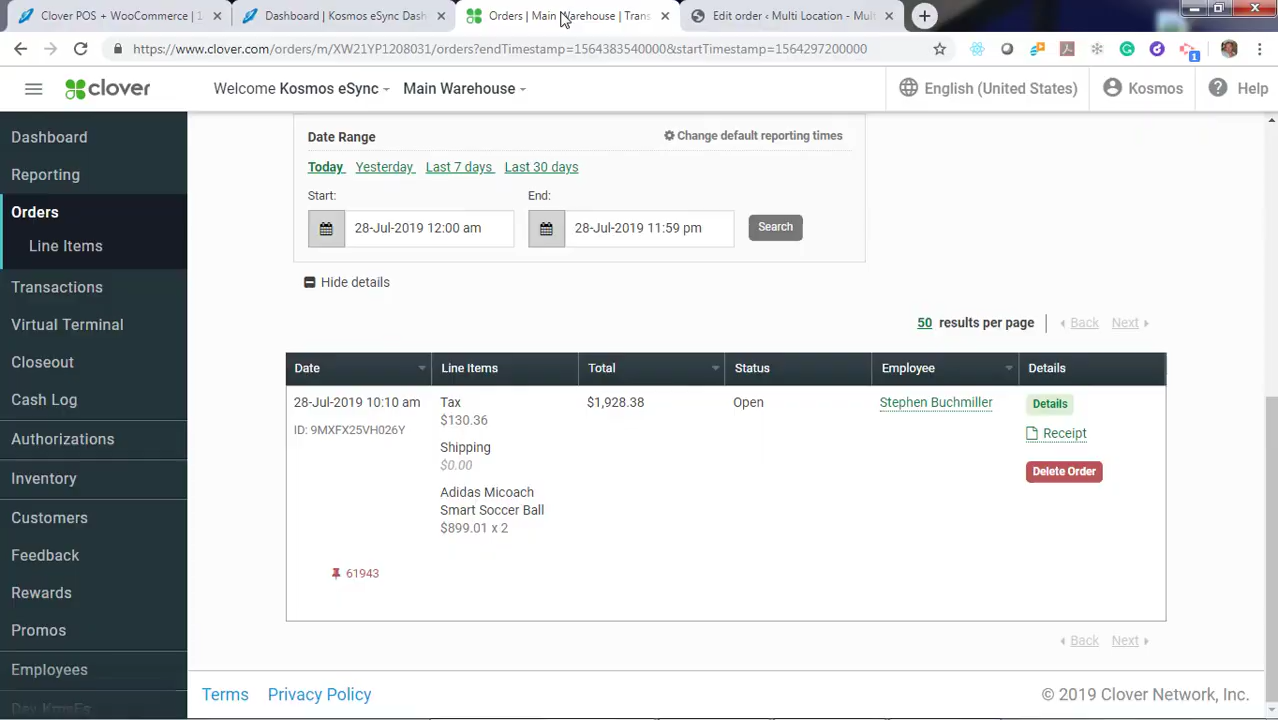 Clover POS + WooCommerce | 1
Dashboard | Kosmos eSync Dash
Orders | Main Warehouse | Trans
Edit order ‹ Multi Location - Mult
https://www.clover.com/orders/m/XW21YP1208031/orders?endTimestamp=1564383540000&startTimestamp=1564297200000
1
clover
Welcome Kosmos eSync
Main Warehouse
English (United States)
Kosmos
Help
Dashboard
Reporting
Orders
Line Items
Transactions
Virtual Terminal
Closeout
Cash Log
Authorizations
Inventory
Customers
Feedback
Rewards
Promos
Employees
Date Range
Change default reporting times
Today Yesterday Last 7 days Last 30 days
Start:
End:
28-Jul-2019 12:00 am
28-Jul-2019 11:59 pm
Search
Hide details
50 results per page
Back
Next
Date
Line Items
Total
Status
Employee
Details
28-Jul-2019 10:10 am
ID: 9MXFX25VH026Y
61943
Tax
$130.36
Shipping
$0.00
Adidas Micoach
Smart Soccer Ball
$899.01 x 2
$1,928.38
Open
Stephen Buchmiller
Details
Receipt
Delete Order
Back
Next
Terms
Privacy Policy
© 2019 Clover Network, Inc.